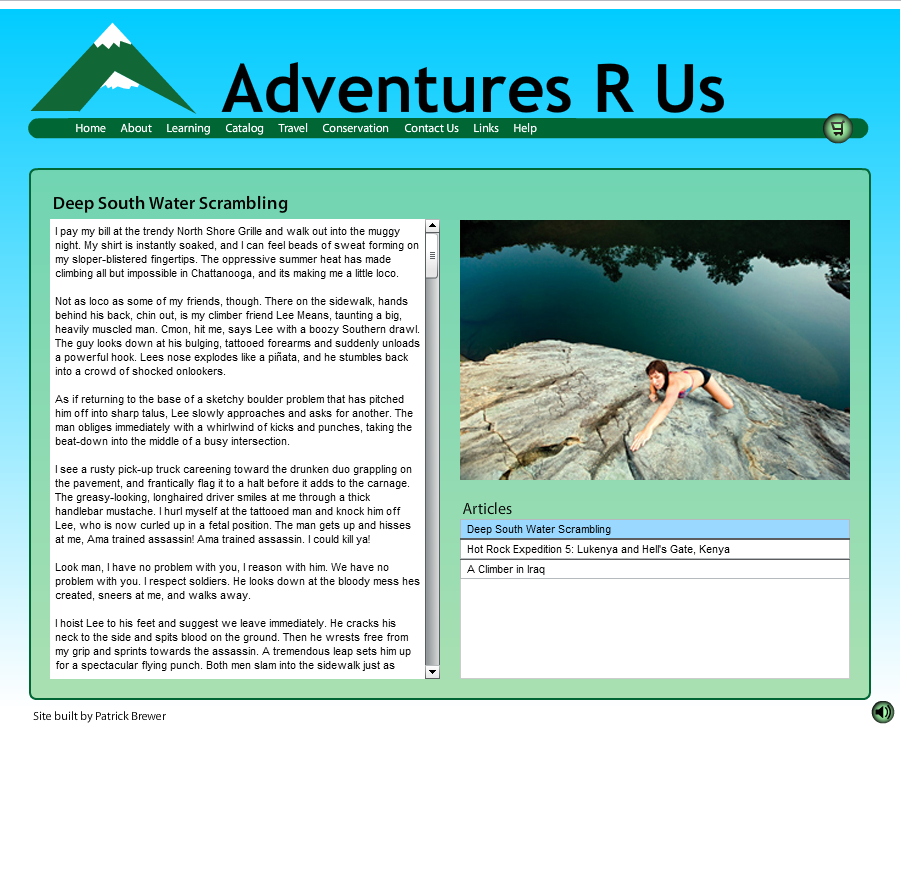 Adventures R Us
Home About Learning Catalog Travel Conservation Contact Us Links Help
Deep South Water Scrambling
I pay my bill at the trendy North Shore Grille and walk out into the muggy
night. My shirt is instantly soaked, and I can feel beads of sweat forming on
my sloper-blistered fingertips. The oppressive summer heat has made
climbing all but impossible in Chattanooga, and its making me a little loco.
Not as loco as some of my friends, though. There on the sidewalk, hands
behind his back, chin out, is my climber friend Lee Means, taunting a big,
heavily muscled man. Cmon, hit me, says Lee with a boozy Southern drawl.
The guy looks down at his bulging, tattooed forearms and suddenly unloads
a powerful hook. Lees nose explodes like a piñata, and he stumbles back
into a crowd of shocked onlookers.
As if returning to the base of a sketchy boulder problem that has pitched
him off into sharp talus, Lee slowly approaches and asks for another. The
man obliges immediately with a whirlwind of kicks and punches, taking the
beat-down into the middle of a busy intersection.
I see a rusty pick-up truck careening toward the drunken duo grappling on
the pavement, and frantically flag it to a halt before it adds to the carnage.
The greasy-looking, longhaired driver smiles at me through a thick
handlebar mustache. I hurl myself at the tattooed man and knock him off
Lee, who is now curled up in a fetal position. The man gets up and hisses
at me, Ama trained assassin! Ama trained assassin. I could kill ya!
Look man, I have no problem with you, I reason with him. We have no
problem with you. I respect soldiers. He looks down at the bloody mess hes
created, sneers at me, and walks away.
I hoist Lee to his feet and suggest we leave immediately. He cracks his
neck to the side and spits blood on the ground. Then he wrests free from
my grip and sprints towards the assassin. A tremendous leap sets him up
for a spectacular flying punch. Both men slam into the sidewalk just as
Articles
Deep South Water Scrambling
Hot Rock Expedition 5: Lukenya and Hell's Gate, Kenya
A Climber in Iraq
Site built by Patrick Brewer